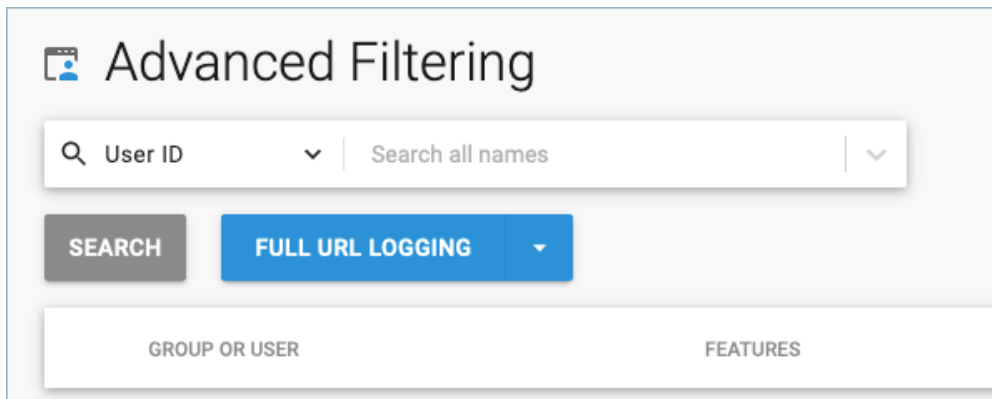 Advanced Filtering
User ID Search all names
SEARCH FULL URL LOGGING
GROUP OR USER FEATURES